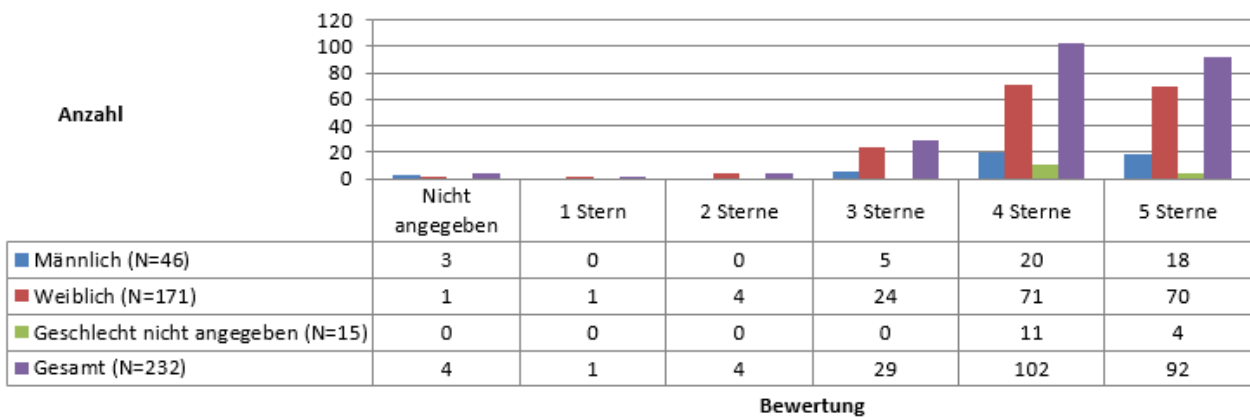 120
100
80
60
40
20
0
Anzahl
Nicht angegeben 1 Stern 2 Sterne 3 Sterne 4 Sterne 5 Sterne
Männlich (N=46) 3 0 0 5 20 18
Weiblich (N=171) 1 1 4 24 71 70
Geschlecht nicht angegeben (N=15) 0 0 0 0 11 4
Gesamt (N=232) 4 1 4 29 102 92
Bewertung